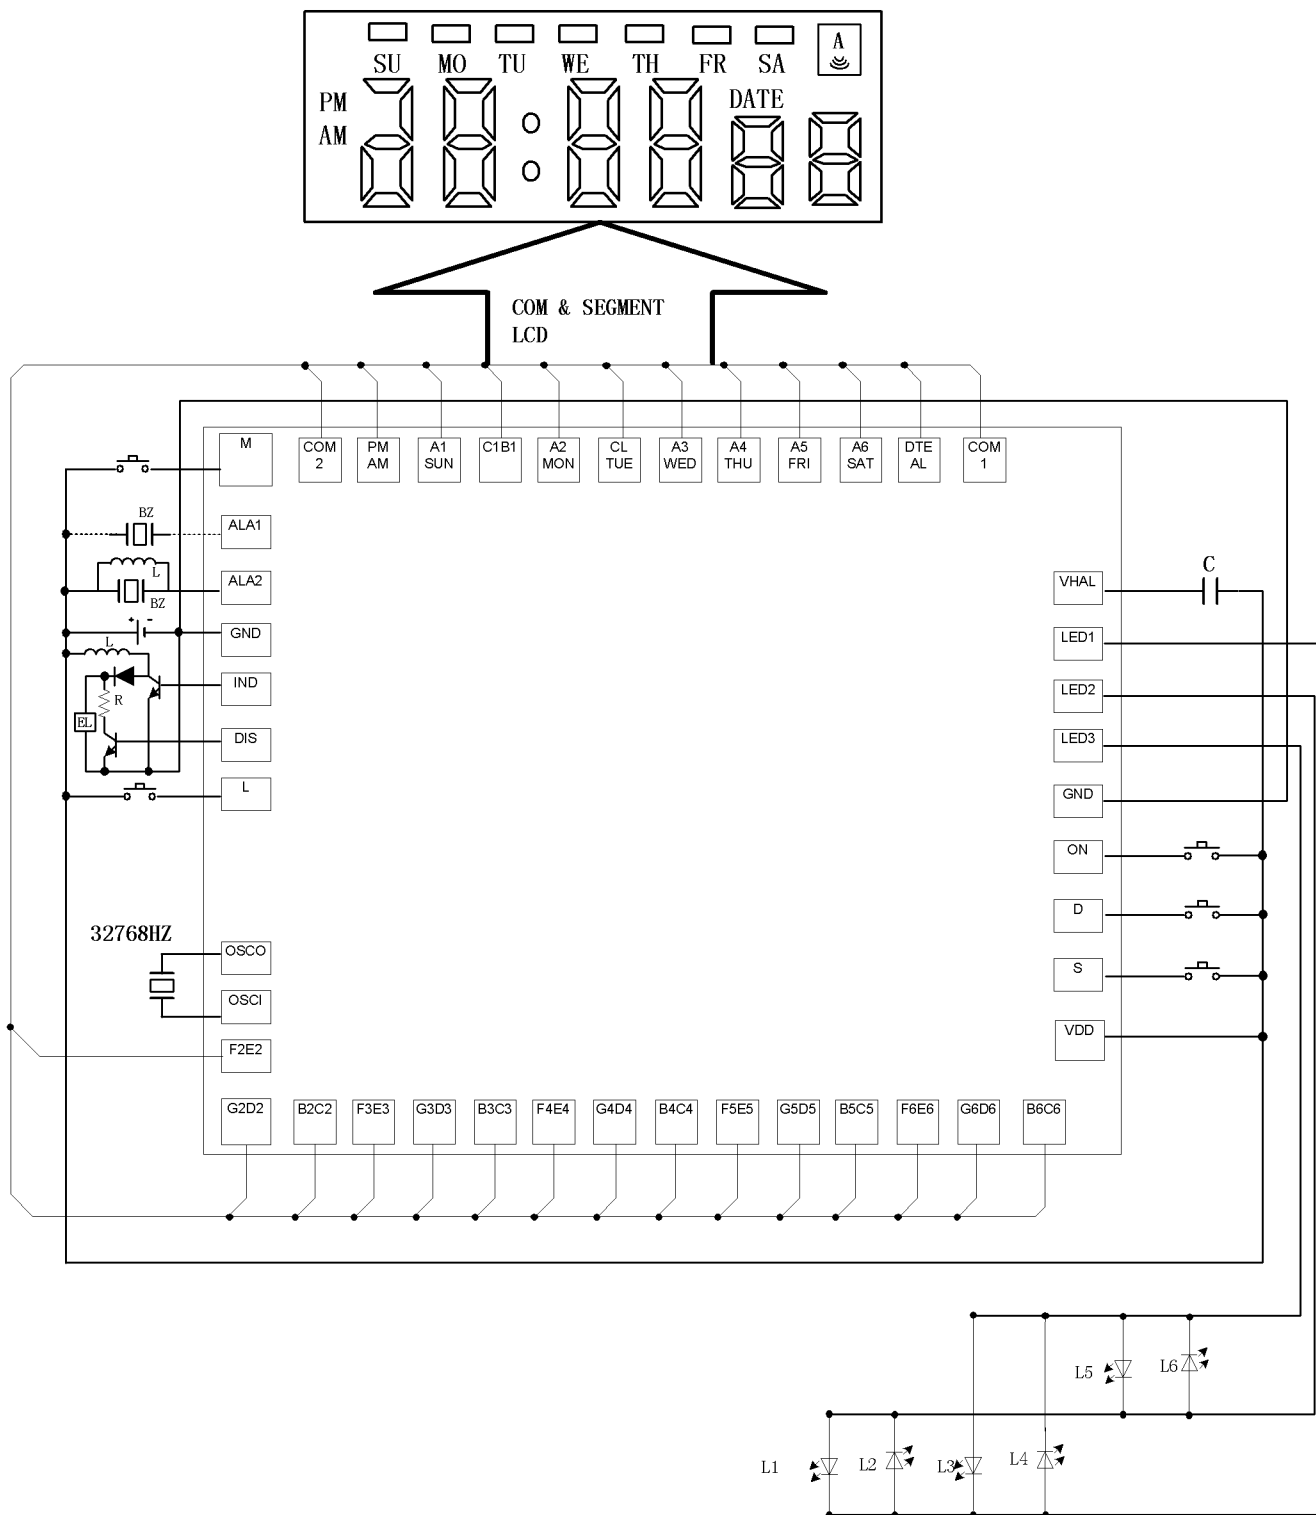 A
SU MO TU WE TH FR SA
PM
AM
DATE
COM & SEGMENT
LCD
M
COM
2
PM
AM
A1
SUN
C1B1
A2
MON
CL
TUE
A3
WED
A4
THU
A5
FRI
A6
SAT
DTE
AL
COM
1
BZ
ALA1
L
BZ
ALA2
+ -
GND
L
IND
R
EL
DIS
L
32768HZ
OSCO
OSCI
F2E2
VHAL
C
LED1
LED2
LED3
GND
ON
D
S
VDD
G2D2 B2C2 F3E3 G3D3 B3C3 F4E4 G4D4 B4C4 F5E5 G5D5 B5C5 F6E6 G6D6 B6C6
L5 L6
L1 L2 L3 L4